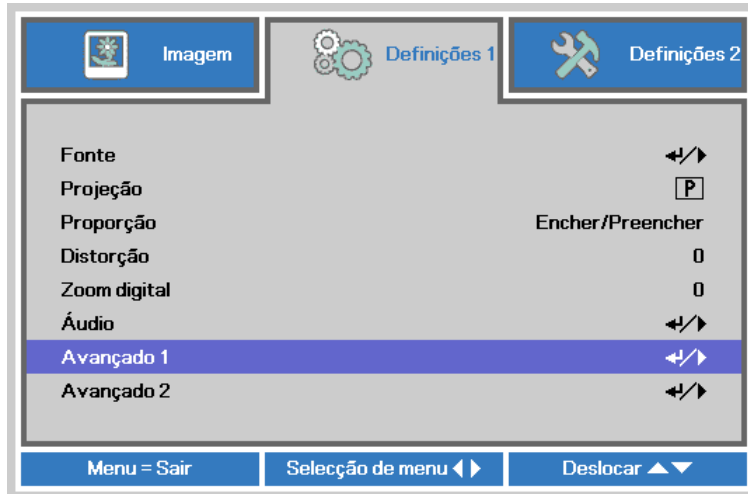 Imagem Definições 1 Definições 2
Fonte
Projeção P
Proporção Encher/Preencher
Distorção 0
Zoom digital 0
Áudio
Avançado 1
Avançado 2
Menu = Sair Selecção de menu Deslocar